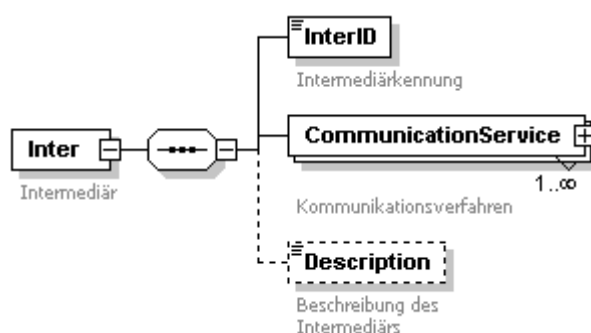 InterID
Intermediärkennung
Inter
Intermediär
CommunicationService
1..∞
Kommunikationsverfahren
Description
Beschreibung des
Intermediärs